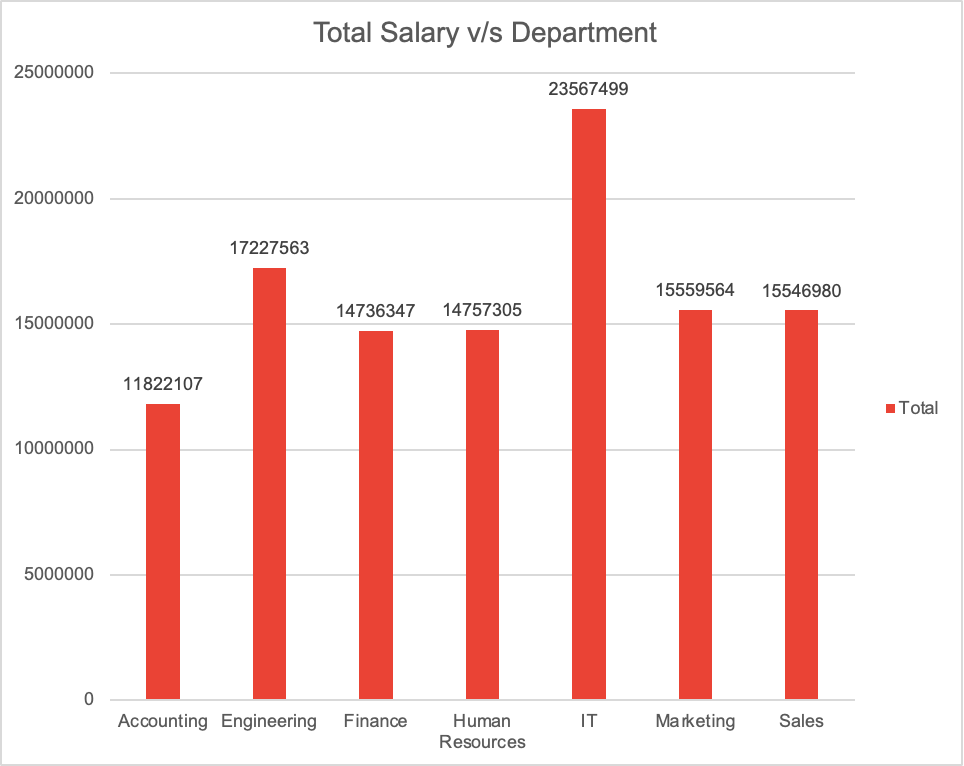 Total Salary v/s Department
25000000
23567499
20000000
17227563
15559564
15546980
14736347
14757305
15000000
11822107
Total
10000000
5000000
0
Accounting
Engineering
Finance
Human
Resources
IT
Marketing
Sales